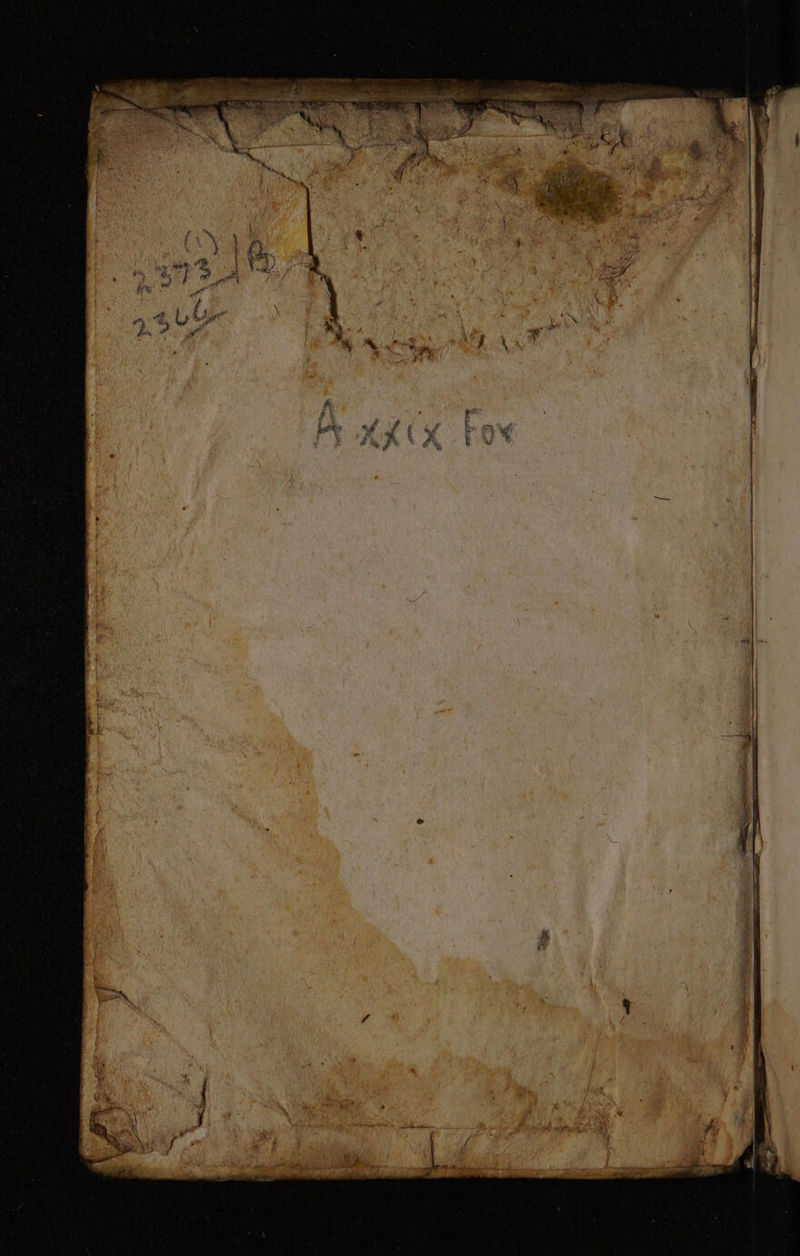 (1)
2373/B
2366
A xxix Fox